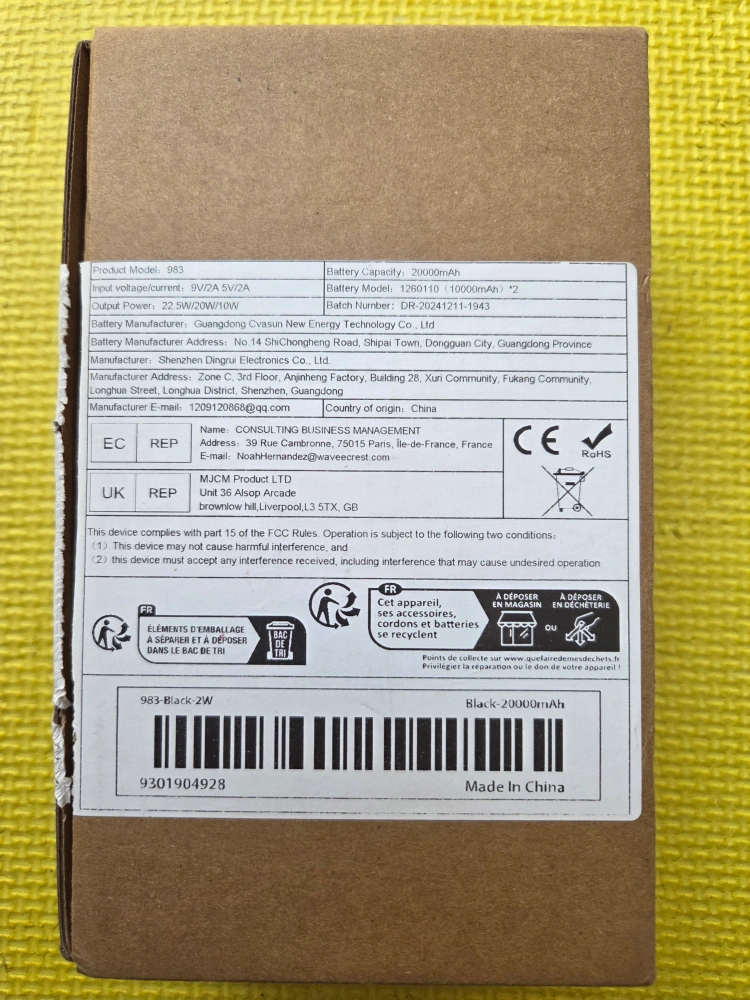 Product Model: 983
Battery Capacity: 20000mAh
Input voltage/current: 9V/2A 5V/2A
Battery Model: 1260110（10000mAh）*2
Output Power: 22.5W/20W/10W
Batch Number: DR-20241211-1943
Battery Manufacturer: Guangdong Cvasun New Energy Technology Co., Ltd
Battery Manufacturer Address: No.14 ShiChongheng Road, Shipai Town, Dongguan City, Guangdong Province
Manufacturer: Shenzhen Dingrui Electronics Co., Ltd.
Manufacturer Address: Zone C, 3rd Floor, Anjinheng Factory, Building 28, Xuri Community, Fukang Community,
Longhua Street, Longhua District, Shenzhen, Guangdong
Manufacturer E-mail: 1209120868@qq.com
Country of origin: China
EC REP
Name: CONSULTING BUSINESS MANAGEMENT
Address: 39 Rue Cambronne, 75015 Paris, Île-de-France, France
E-mail: NoahHernandez@waveecrest.com
CE
RoHS
UK REP
MJCM Product LTD
Unit 36 Alsop Arcade
brownlow hill,Liverpool,L3 5TX, GB
This device complies with part 15 of the FCC Rules. Operation is subject to the following two conditions:
（1）This device may not cause harmful interference, and
（2）this device must accept any interference received, including interference that may cause undesired operation
FR
ÉLÉMENTS D'EMBALLAGE
À SÉPARER ET À DÉPOSER
DANS LE BAC DE TRI
BAC
DE
TRI
FR
Cet appareil,
ses accessoires,
cordons et batteries
se recyclent
À DÉPOSER
EN MAGASIN
OU
À DÉPOSER
EN DÉCHÈTERIE
Points de collecte sur www.quefairedemesdechets.fr
Privilégiez la réparation ou le don de votre appareil !
983-Black-2W
Black-20000mAh
9301904928
Made In China